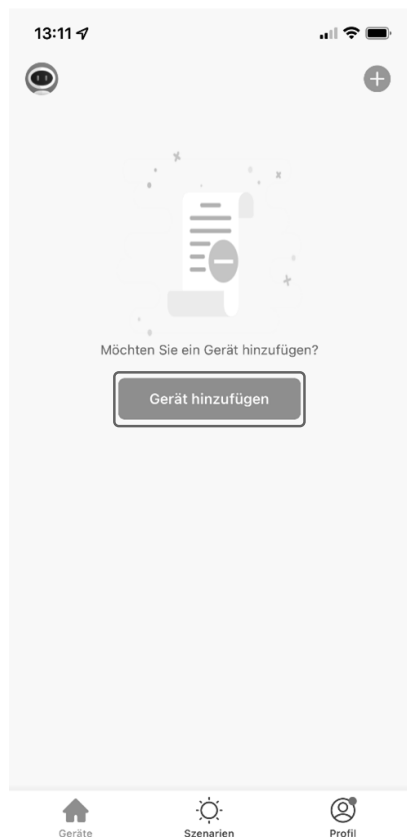 13:11
Möchten Sie ein Gerät hinzufügen?
Gerät hinzufügen
Geräte
Szenarien
Profil